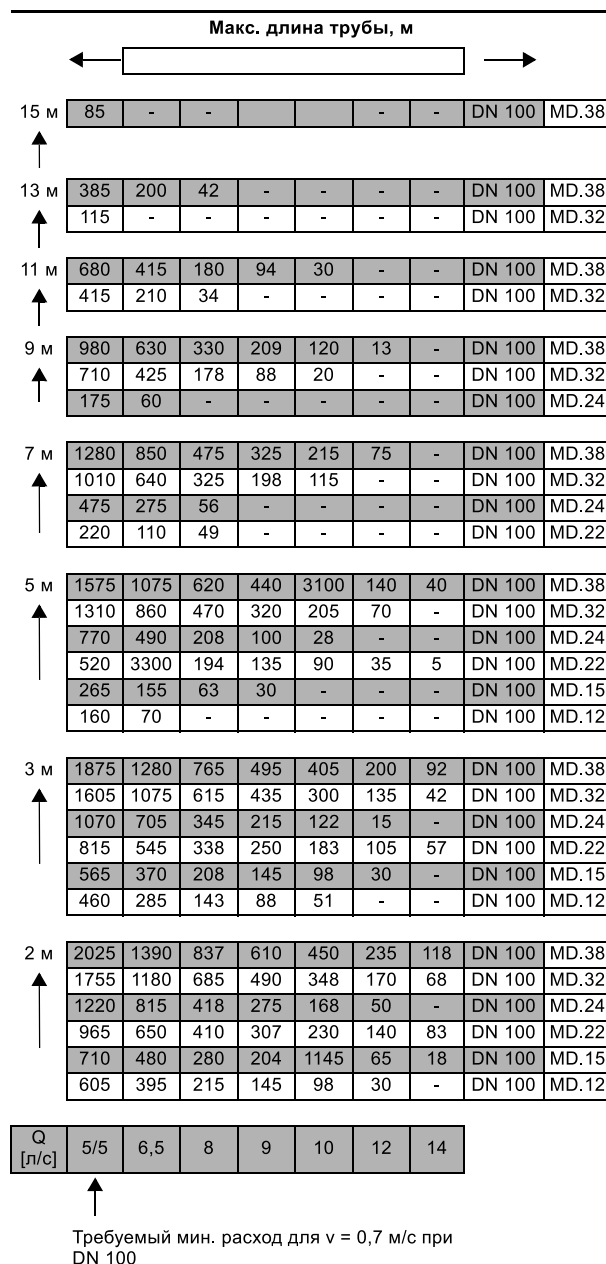 Макс. длина трубы, м
15 м 85 - - - - DN 100 MD.38
13 м 385 200 42 - - - - DN 100 MD.38
115 - - - - - - DN 100 MD.32
11 м 680 415 180 94 30 - - DN 100 MD.38
415 210 34 - - - - DN 100 MD.32
9 м 980 630 330 209 120 13 - DN 100 MD.38
710 425 178 88 20 - - DN 100 MD.32
175 60 - - - - - DN 100 MD.24
7 м 1280 850 475 325 215 75 - DN 100 MD.38
1010 640 325 198 115 - - DN 100 MD.32
475 275 56 - - - - DN 100 MD.24
220 110 49 - - - - DN 100 MD.22
5 м 1575 1075 620 440 3100 140 40 DN 100 MD.38
1310 860 470 320 205 70 - DN 100 MD.32
770 490 208 100 28 - - DN 100 MD.24
520 3300 194 135 90 35 5 DN 100 MD.22
265 155 63 30 - - - DN 100 MD.15
160 70 - - - - - DN 100 MD.12
3 м 1875 1280 765 495 405 200 92 DN 100 MD.38
1605 1075 615 435 300 135 42 DN 100 MD.32
1070 705 345 215 122 15 - DN 100 MD.24
815 545 338 250 183 105 57 DN 100 MD.22
565 370 208 145 98 30 - DN 100 MD.15
460 285 143 88 51 - - DN 100 MD.12
2 м 2025 1390 837 610 450 235 118 DN 100 MD.38
1755 1180 685 490 348 170 68 DN 100 MD.32
1220 815 418 275 168 50 - DN 100 MD.24
965 650 410 307 230 140 83 DN 100 MD.22
710 480 280 204 1145 65 18 DN 100 MD.15
605 395 215 145 98 30 - DN 100 MD.12
Q [л/с] 5/5 6,5 8 9 10 12 14
Требуемый мин. расход для v = 0,7 м/с при
DN 100